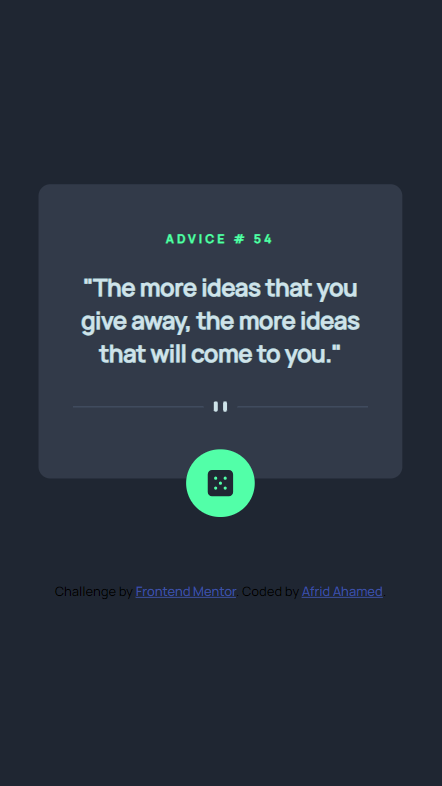 ADVICE # 54
"The more ideas that you
give away, the more ideas
that will come to you."
Challenge by Frontend Mentor. Coded by Afrid Ahamed.